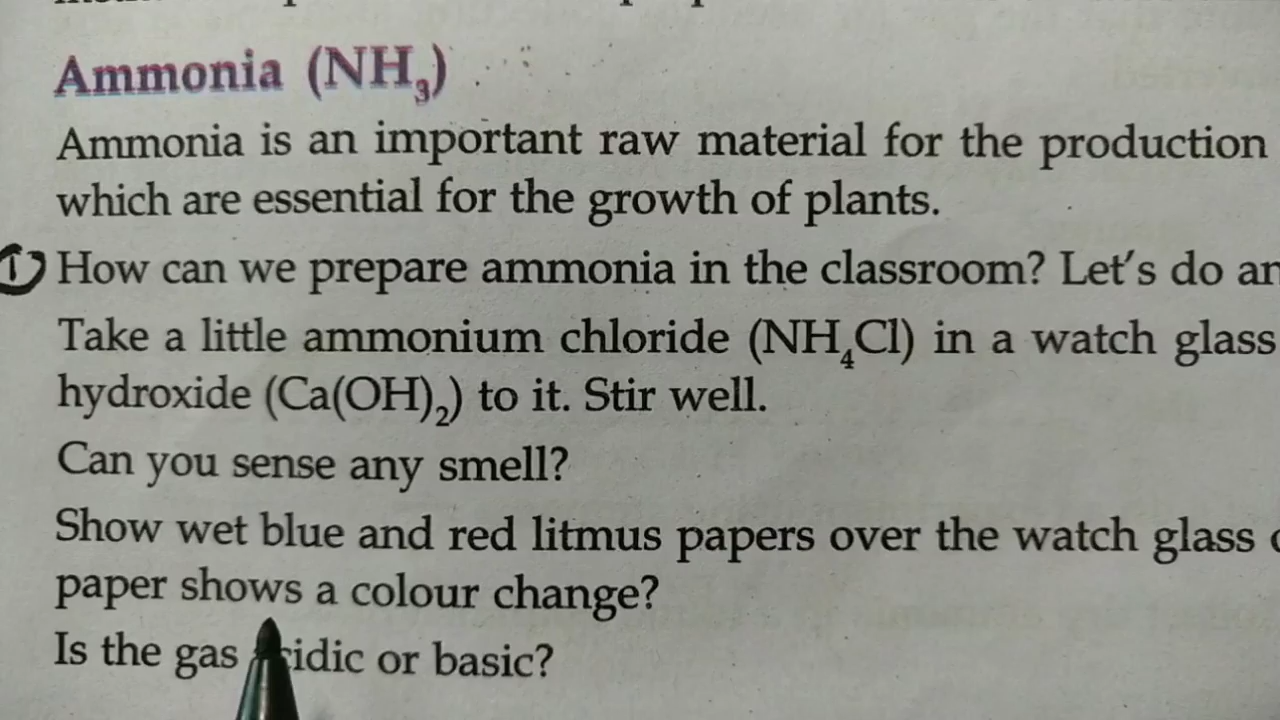 Ammonia (NH₃)
Ammonia is an important raw material for the production
which are essential for the growth of plants.
① How can we prepare ammonia in the classroom? Let's do an
Take a little ammonium chloride (NH₄Cl) in a watch glass
hydroxide (Ca(OH)₂) to it. Stir well.
Can you sense any smell?
Show wet blue and red litmus papers over the watch glass
paper shows a colour change?
Is the gas or basic?